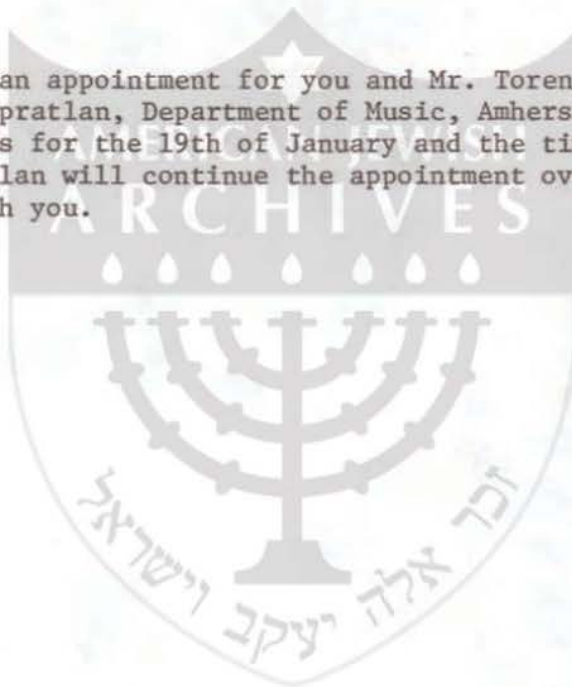 an appointment for you and Mr. Toren
pratlan, Department of Music, Amhers
s for the 19th of January and the ti
lan will continue the appointment ov
h you.
AMERICAN JEWISH
ARCHIVES
זכר אלה יעקב וישראל